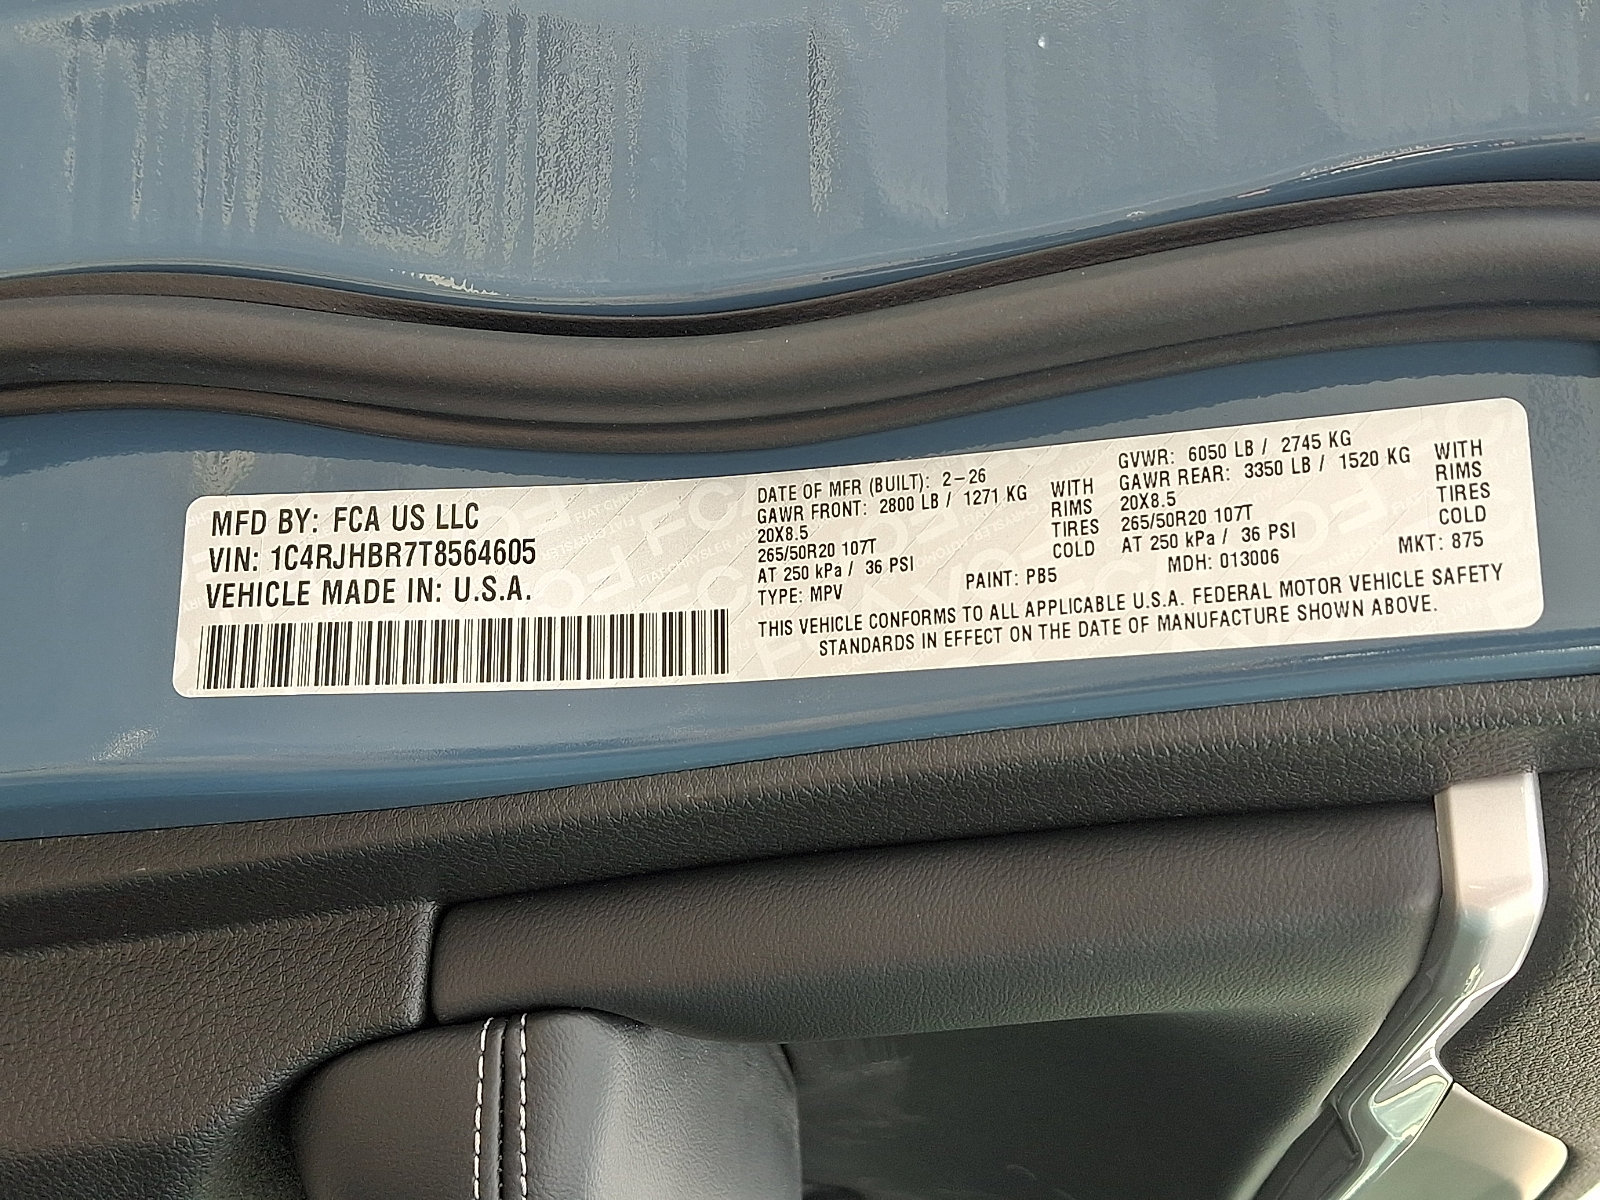 MFD BY: FCA US LLC
VIN: 1C4RJHBR7T8564605
VEHICLE MADE IN: U.S.A.
DATE OF MFR (BUILT): 2-26
GAWR FRONT: 2800 LB / 1271 KG WITH
20X8.5 RIMS
265/50R20 107T TIRES
AT 250 kPa / 36 PSI COLD
TYPE: MPV
PAINT: PB5
GVWR: 6050 LB / 2745 KG
GAWR REAR: 3350 LB / 1520 KG WITH
20X8.5 RIMS
265/50R20 107T TIRES
AT 250 kPa / 36 PSI COLD
MDH: 013006
MKT: 875
THIS VEHICLE CONFORMS TO ALL APPLICABLE U.S.A. FEDERAL MOTOR VEHICLE SAFETY
STANDARDS IN EFFECT ON THE DATE OF MANUFACTURE SHOWN ABOVE.